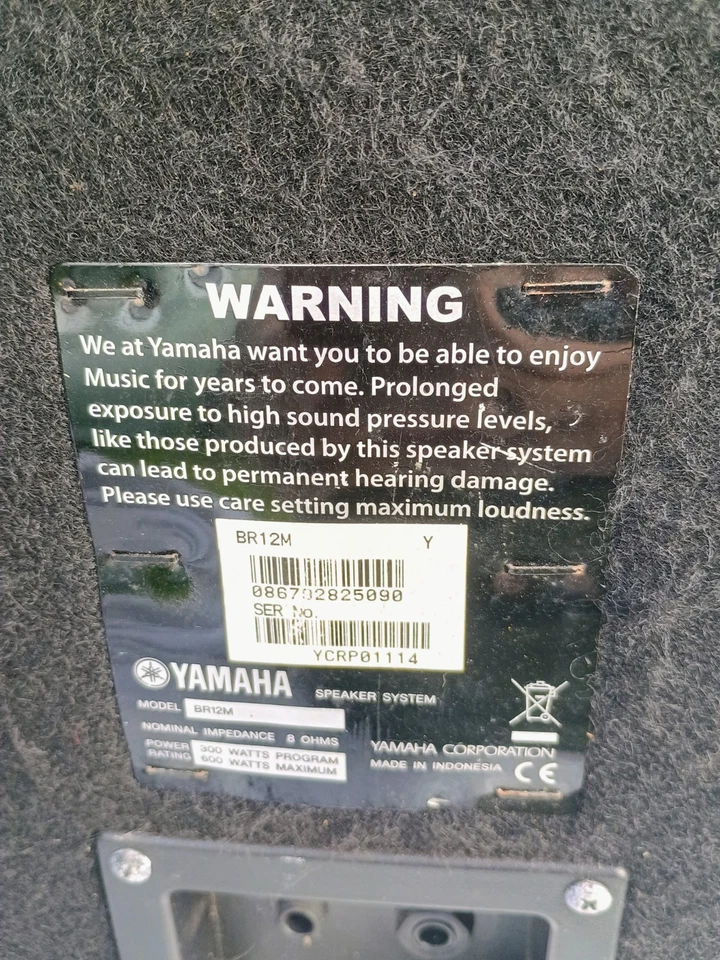 WARNING
We at Yamaha want you to be able to enjoy
Music for years to come. Prolonged
exposure to high sound pressure levels,
like those produced by this speaker system
can lead to permanent hearing damage.
Please use care setting maximum loudness.
BR12M Y
086792825090
SER No.
YCRP01114
YAMAHA SPEAKER SYSTEM
MODEL BR12M
NOMINAL IMPEDANCE 8 OHMS
POWER RATING 300 WATTS PROGRAM
600 WATTS MAXIMUM
YAMAHA CORPORATION
MADE IN INDONESIA CE